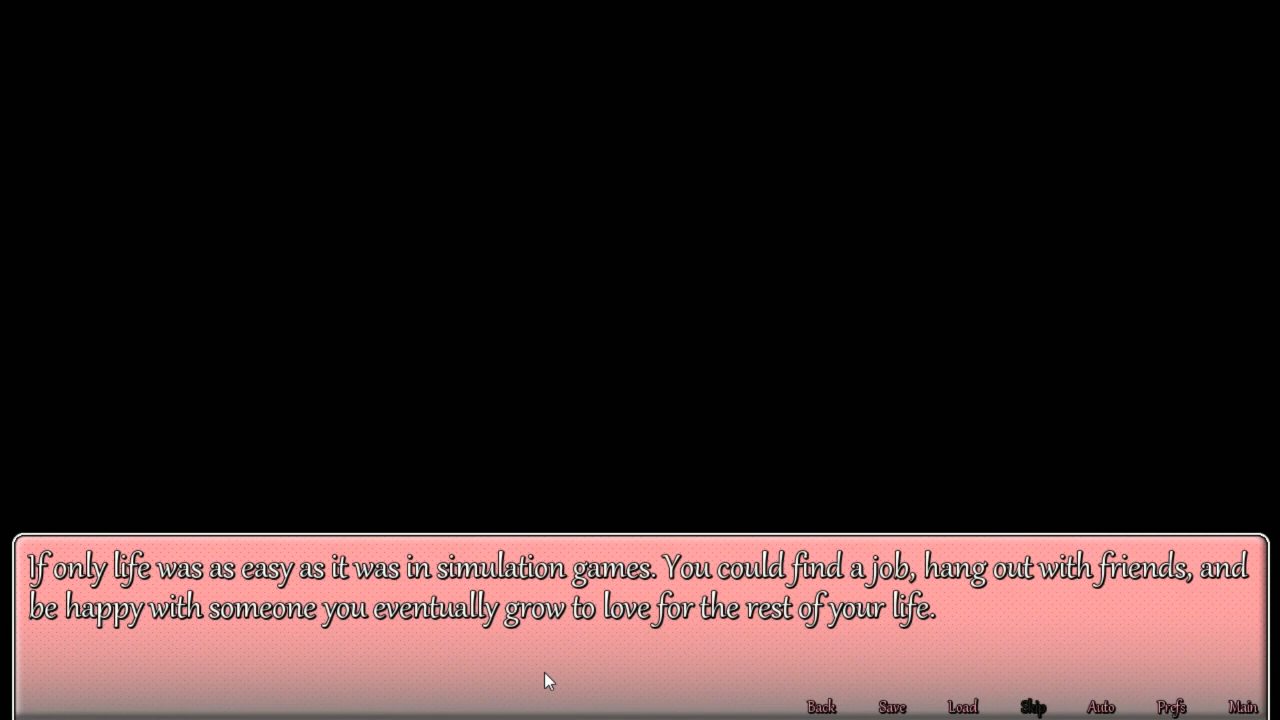 If only life was as easy as it was in simulation games. You could find a job, hang out with friends, and
be happy with someone you eventually grow to love for the rest of your life.
Back Save Load Skip Auto Prefs Main